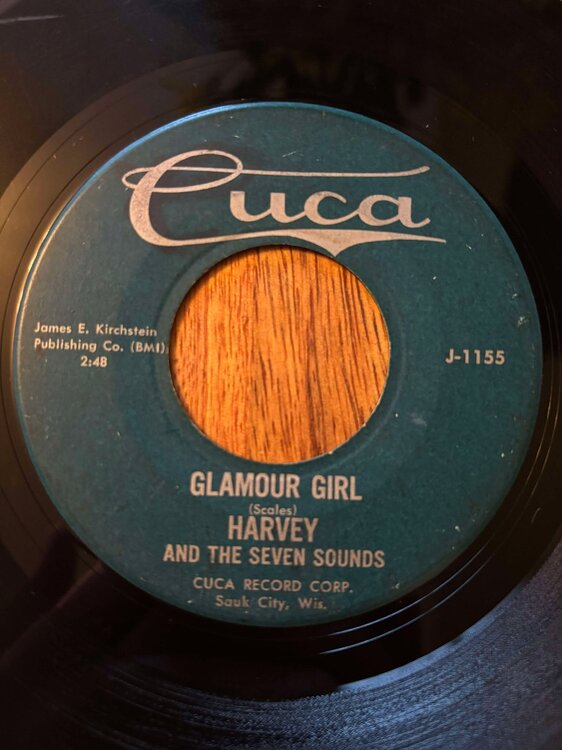 Cuca
James E. Kirchstein
Publishing Co. (BMI)
2:48
J-1155
GLAMOUR GIRL
(Scales)
HARVEY
AND THE SEVEN SOUNDS
CUCA RECORD CORP.
Sauk City, Wis.